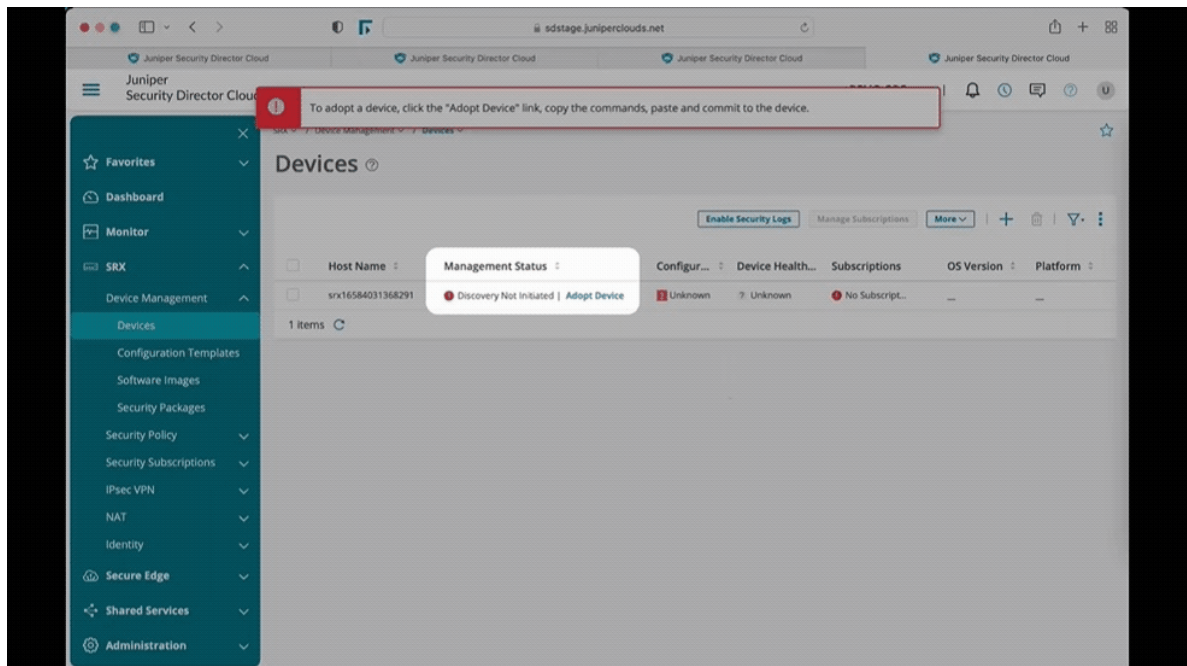 sdstage.juniperclouds.net
Juniper Security Director Cloud
Juniper Security Director Cloud
Juniper Security Director Cloud
Juniper Security Director Cloud
Juniper
Security Director Cloud
To adopt a device, click the "Adopt Device" link, copy the commands, paste and commit to the device.
U
SRX / Device Management / Devices
Favorites
Dashboard
Monitor
SRX
Device Management
Devices
Configuration Templates
Software Images
Security Packages
Security Policy
Security Subscriptions
IPsec VPN
NAT
Identity
Secure Edge
Shared Services
Administration
Devices
Enable Security Logs Manage Subscriptions More
Host Name Management Status Configur... Device Health... Subscriptions OS Version Platform
srx16584031368291 Discovery Not Initiated | Adopt Device Unknown ? Unknown No Subscript... — —
1 items